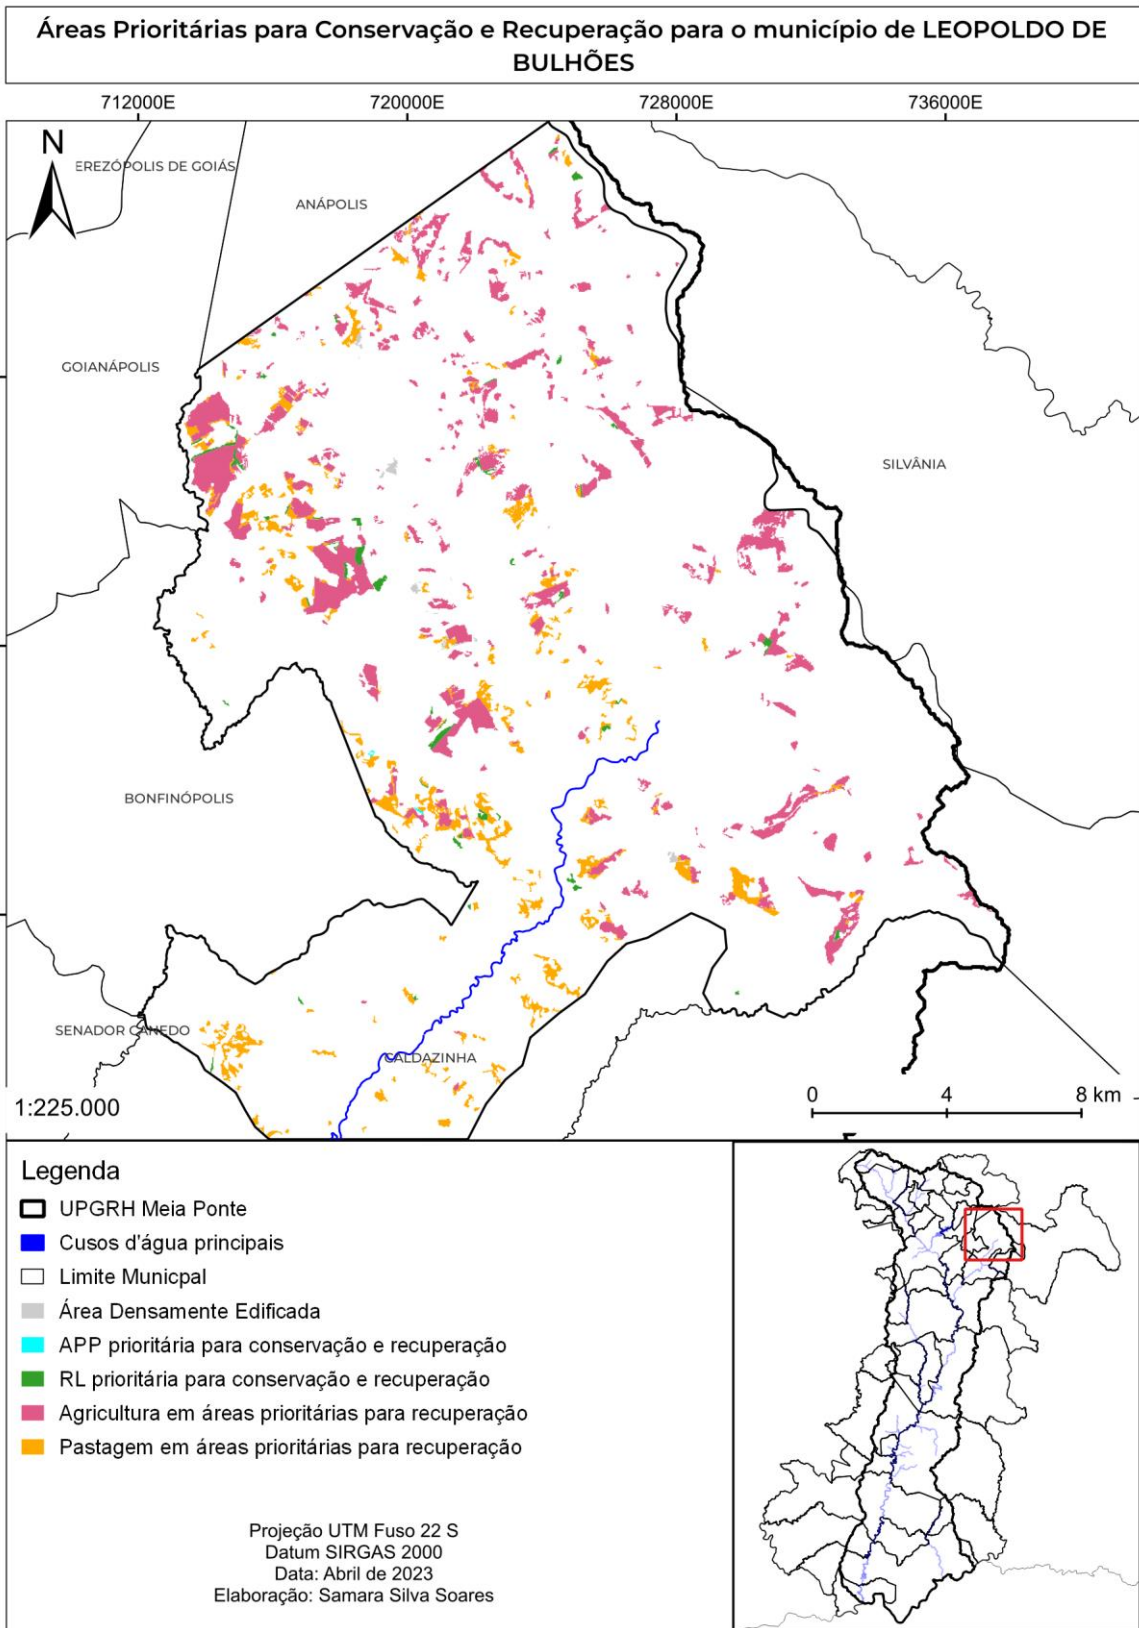 Áreas Prioritárias para Conservação e Recuperação para o município de LEOPOLDO DE
BULHÕES
712000E 720000E 728000E 736000E
N
EREZÓPOLIS DE GOIÁS
ANÁPOLIS
GOIANÁPOLIS
SILVÂNIA
BONFINÓPOLIS
SENADOR CANEDO
CALDAZINHA
1:225.000
0 4 8 km
Legenda
UPGRH Meia Ponte
Cusos d'água principais
Limite Municpal
Área Densamente Edificada
APP prioritária para conservação e recuperação
RL prioritária para conservação e recuperação
Agricultura em áreas prioritárias para recuperação
Pastagem em áreas prioritárias para recuperação
Projeção UTM Fuso 22 S
Datum SIRGAS 2000
Data: Abril de 2023
Elaboração: Samara Silva Soares